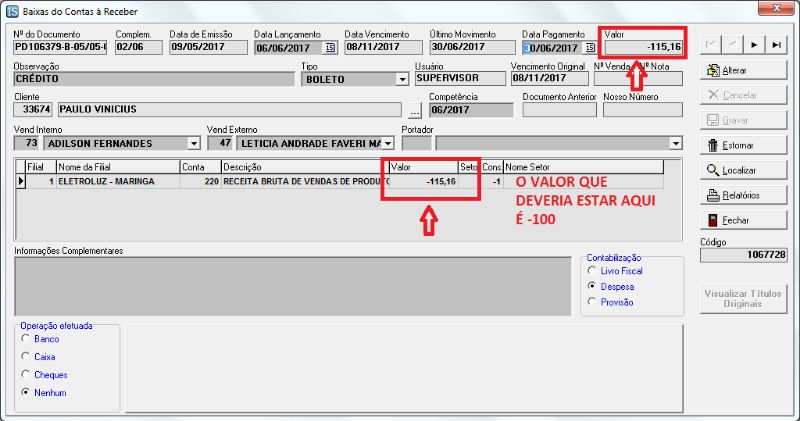 Baixas do Contas à Receber
Nº do Documento Complem. Data de Emissão Data Lançamento Data Vencimento Último Movimento Data Pagamento Valor
PD106379-B-05/05- 02/06 09/05/2017 06/06/2017 15 08/11/2017 30/06/2017 30/06/2017 15 -115,16
Observação Tipo Usuário Vencimento Original Nº Venda Nº Nota
CRÉDITO BOLETO SUPERVISOR 08/11/2017
Cliente Competência Documento Anterior Nosso Número
33674 PAULO VINICIUS ... 06/2017
Vend Interno Vend Externo Portador
73 ADILSON FERNANDES 47 LETICIA ANDRADE FAVERI MA
Filial Nome da Filial Conta Descrição Valor Seto Cons. Nome Setor
1 ELETROLUZ - MARINGA 220 RECEITA BRUTA DE VENDAS DE PRODUTO -115,16 -1
O VALOR QUE
DEVERIA ESTAR AQUI
É -100
Informações Complementares
Contabilização
Livro Fiscal
Despesa
Provisão
Operação efetuada
Banco
Caixa
Cheques
Nenhum
Alterar
Cancelar
Gravar
Estornar
Localizar
Relatórios
Fechar
Código
1067728
Visualizar Títulos
Originais